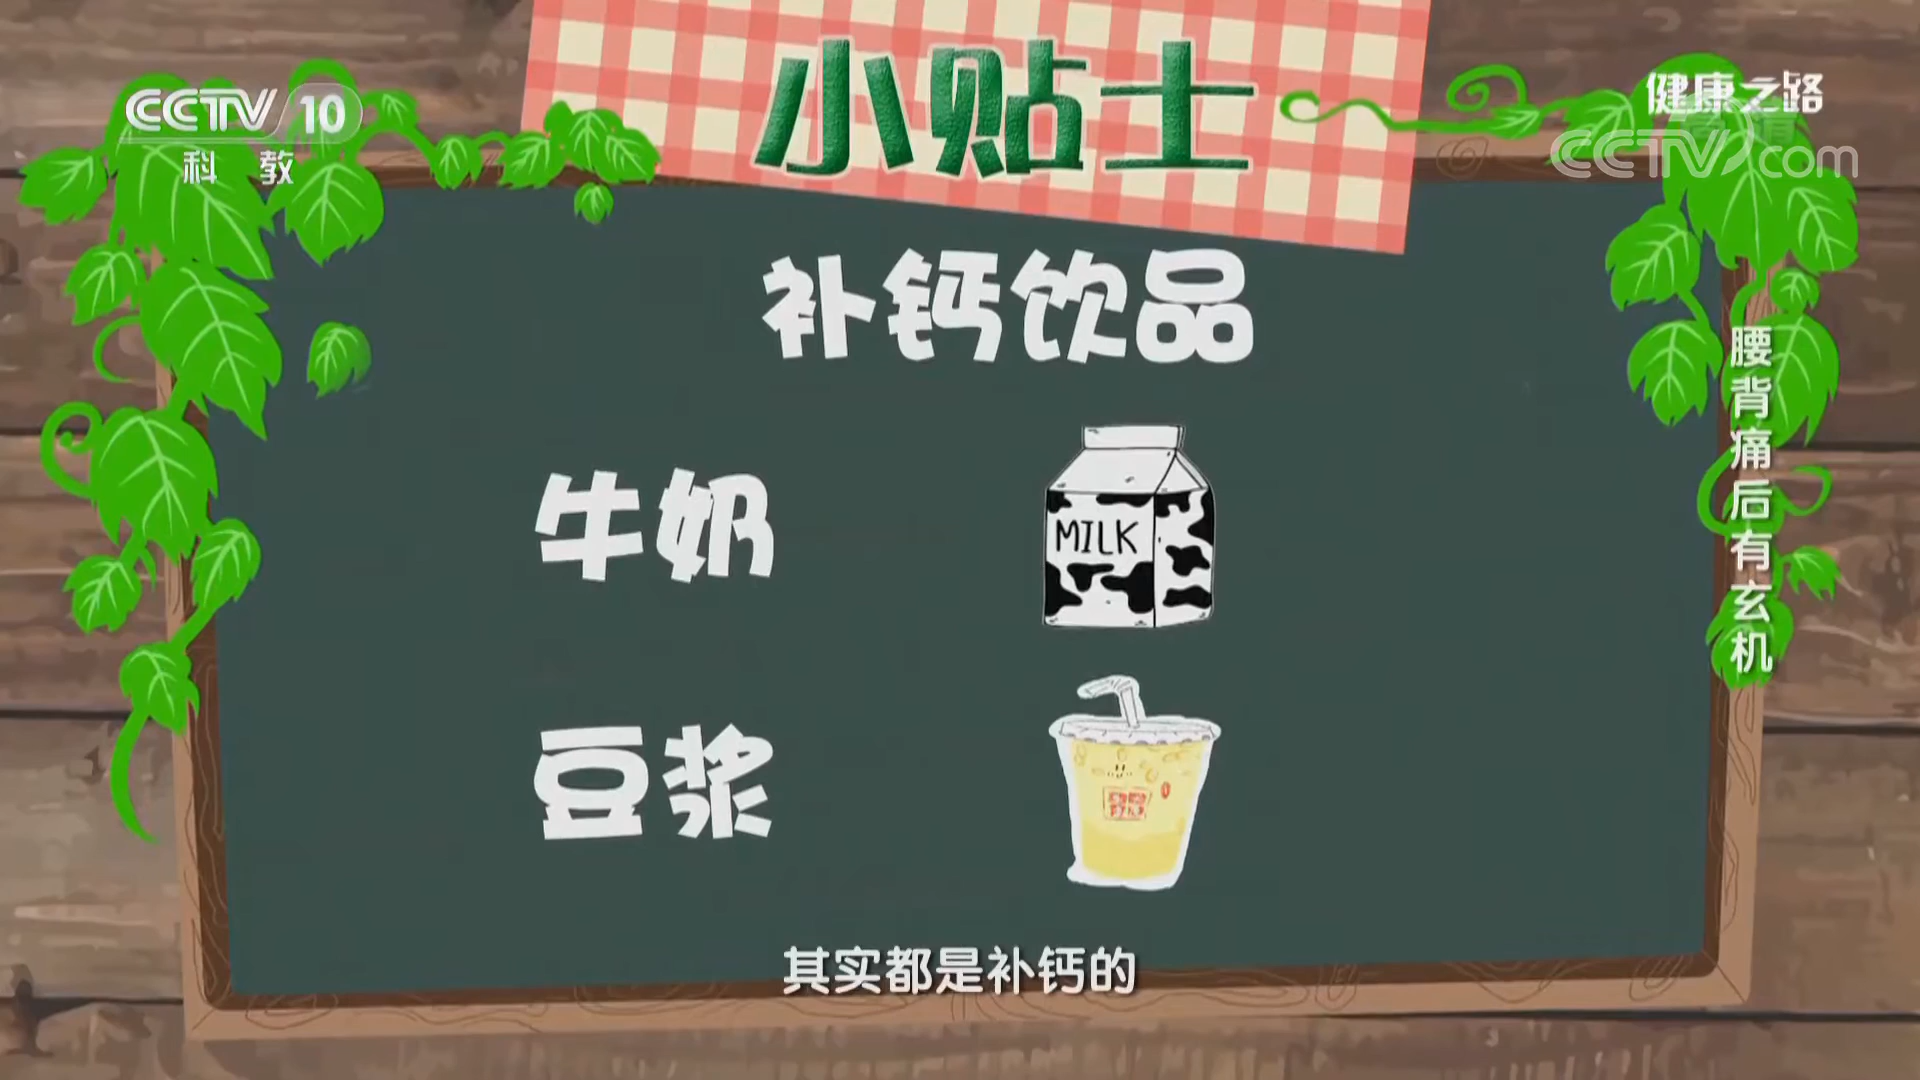 小贴士
CCTV 10
科 教
健康之路
CCTV.com
补钙饮品
牛奶
MILK
豆浆
腰背痛后有玄机
其实都是补钙的